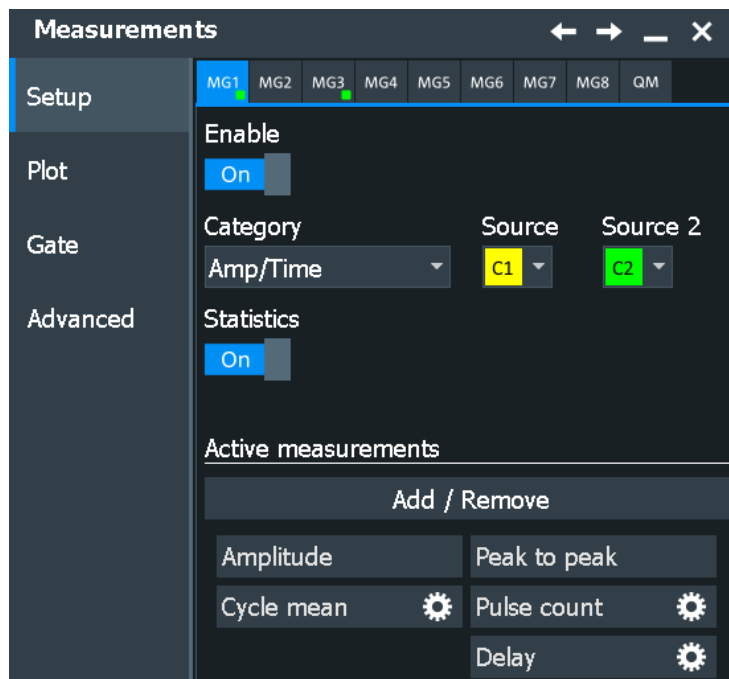 Measurements
Setup
Plot
Gate
Advanced
MG1 MG2 MG3 MG4 MG5 MG6 MG7 MG8 QM
Enable
On
Category Source Source 2
Amp/Time C1 C2
Statistics
On
Active measurements
Add / Remove
Amplitude Peak to peak
Cycle mean Pulse count
Delay